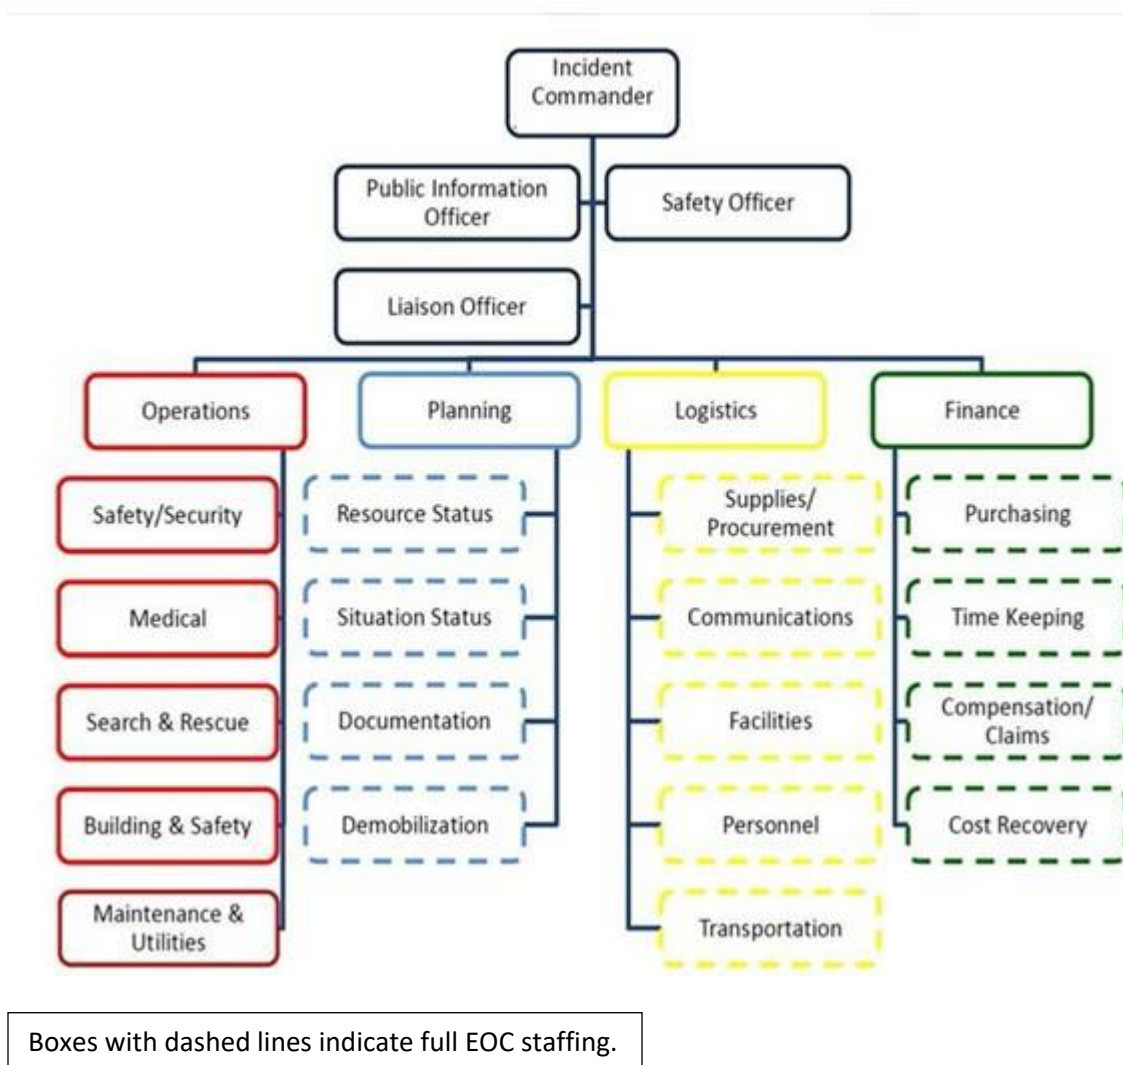 Incident
Commander
Public Information
Officer
Safety Officer
Liaison Officer
Operations
Planning
Logistics
Finance
Safety/Security
Resource Status
Supplies/
Procurement
Purchasing
Medical
Situation Status
Communications
Time Keeping
Search & Rescue
Documentation
Facilities
Compensation/
Claims
Building & Safety
Demobilization
Personnel
Cost Recovery
Maintenance &
Utilities
Transportation
Boxes with dashed lines indicate full EOC staffing.